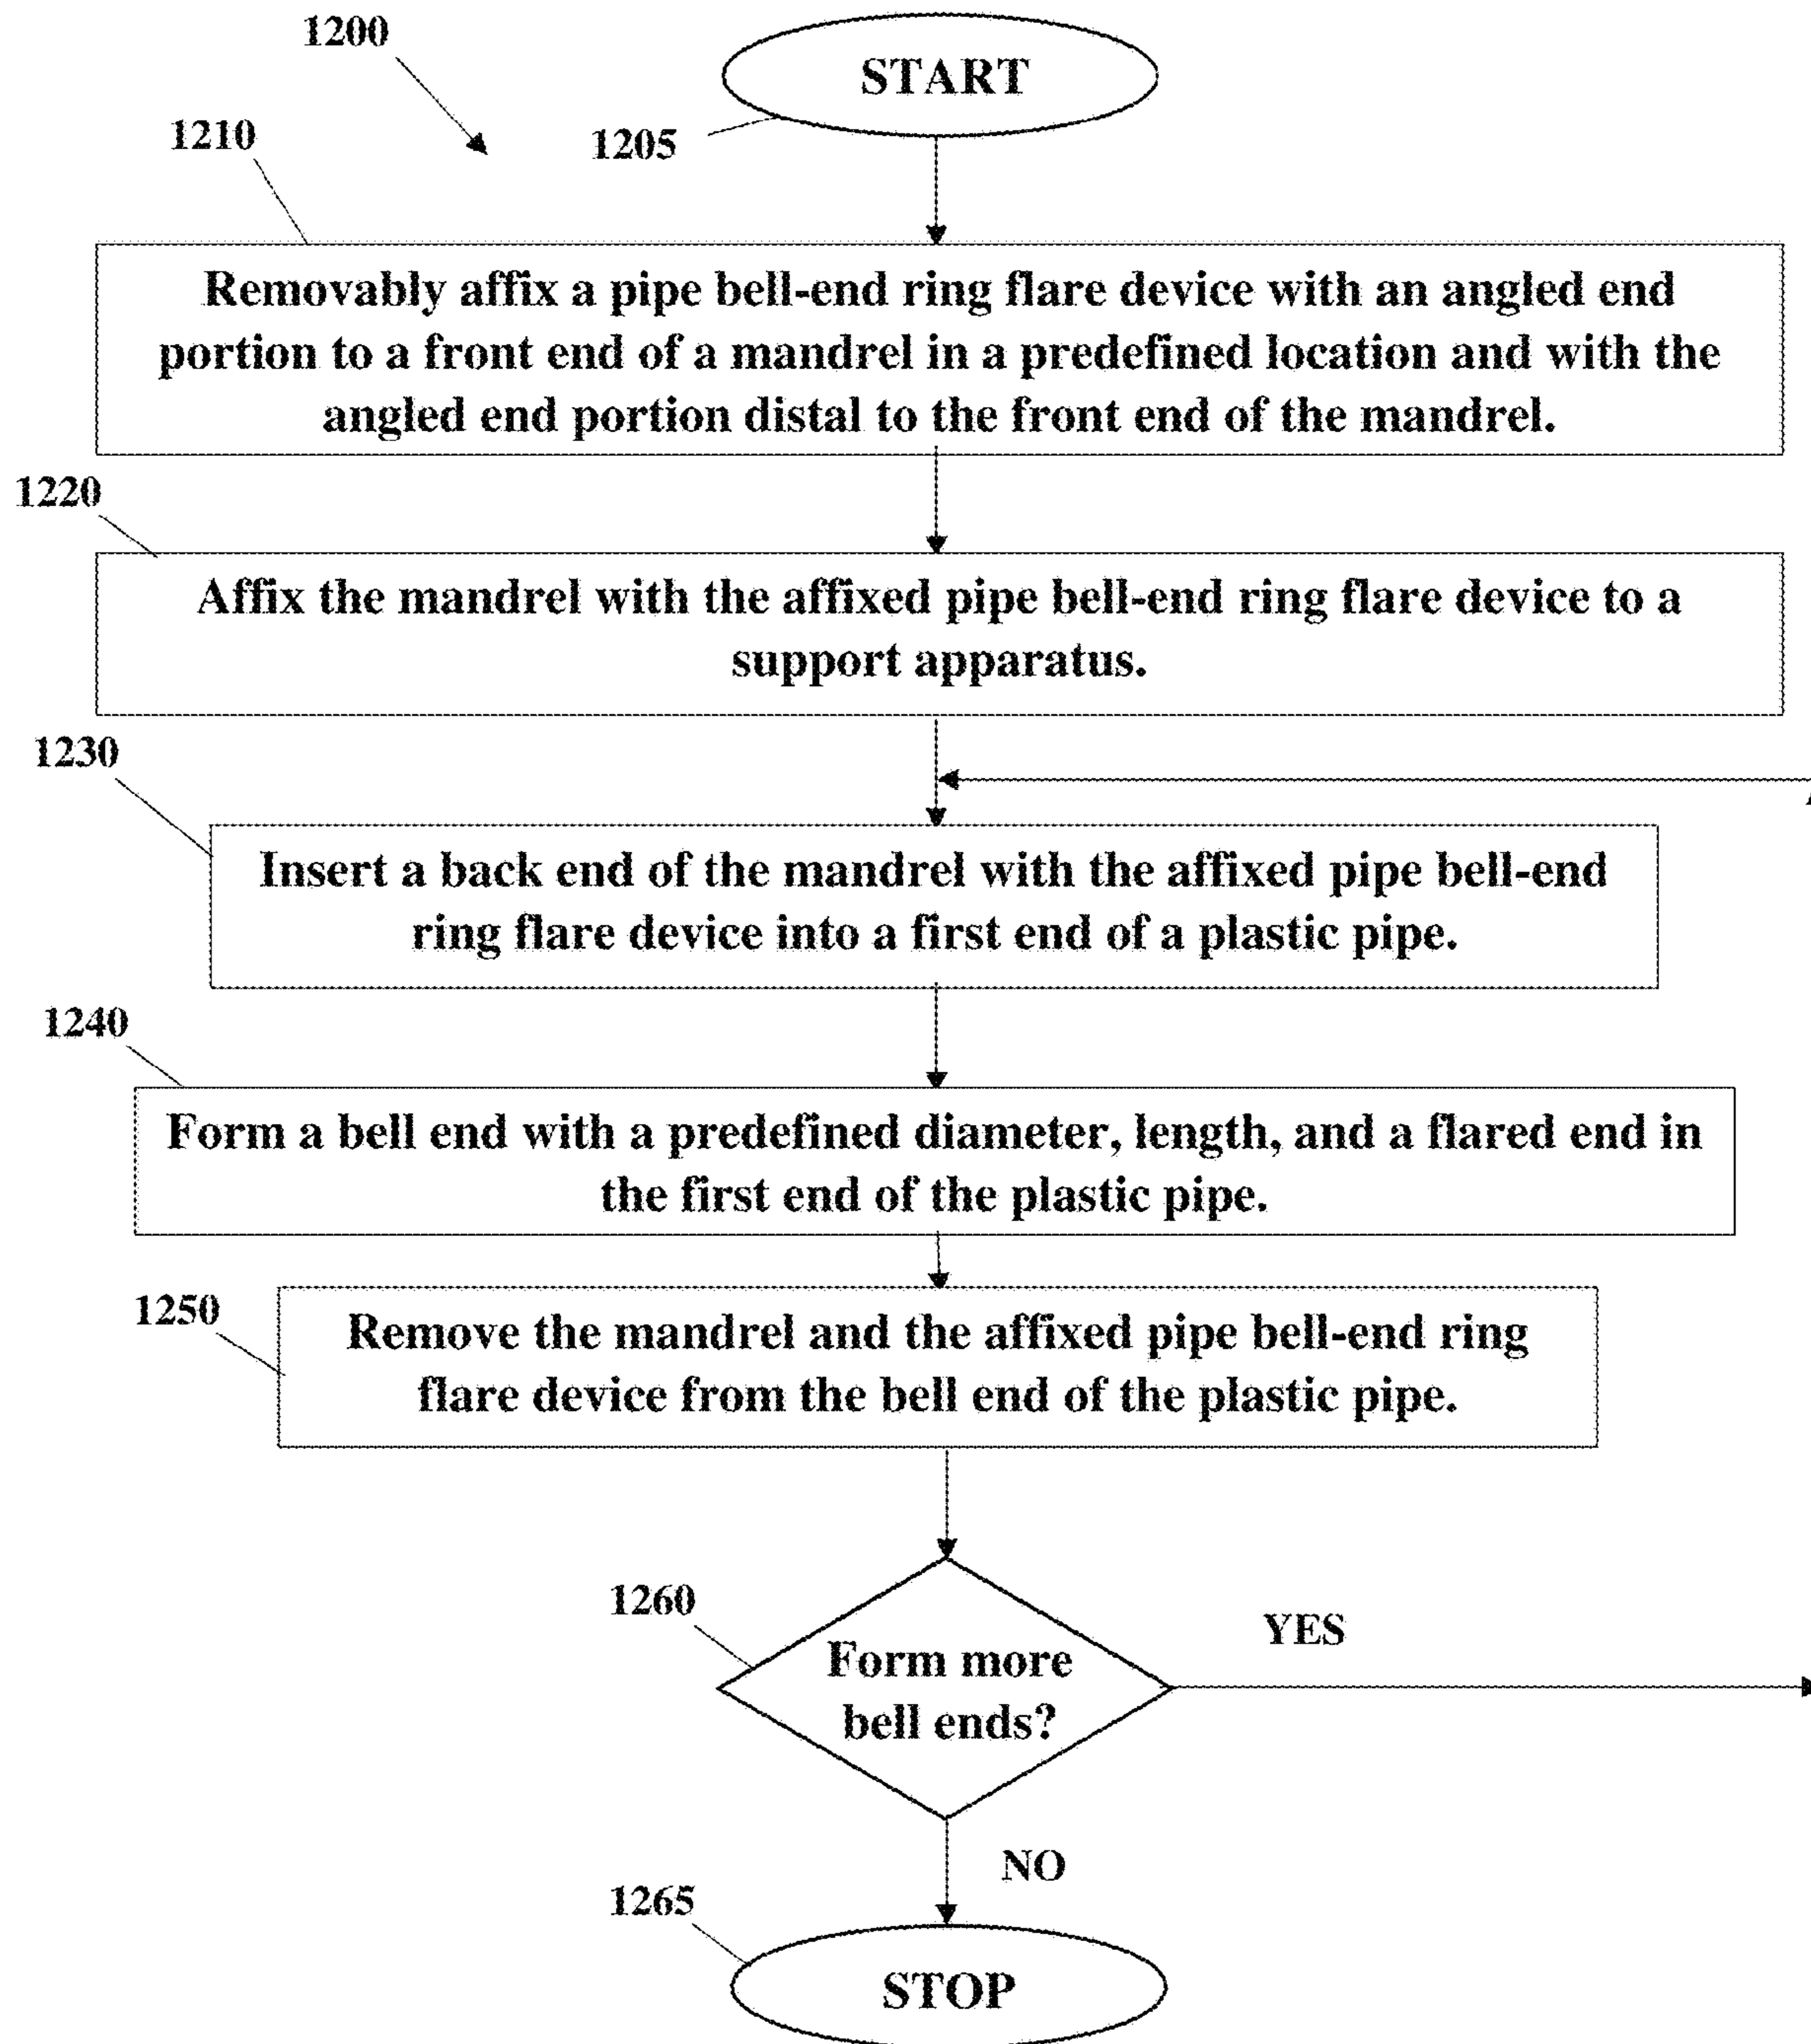 1200
START
1205
1210
Removably affix a pipe bell-end ring flare device with an angled end
portion to a front end of a mandrel in a predefined location and with the
angled end portion distal to the front end of the mandrel.
1220
Affix the mandrel with the affixed pipe bell-end ring flare device to a
support apparatus.
1230
Insert a back end of the mandrel with the affixed pipe bell-end
ring flare device into a first end of a plastic pipe.
1240
Form a bell end with a predefined diameter, length, and a flared end in
the first end of the plastic pipe.
1250
Remove the mandrel and the affixed pipe bell-end ring
flare device from the bell end of the plastic pipe.
1260
Form more
bell ends?
YES
NO
1265
STOP